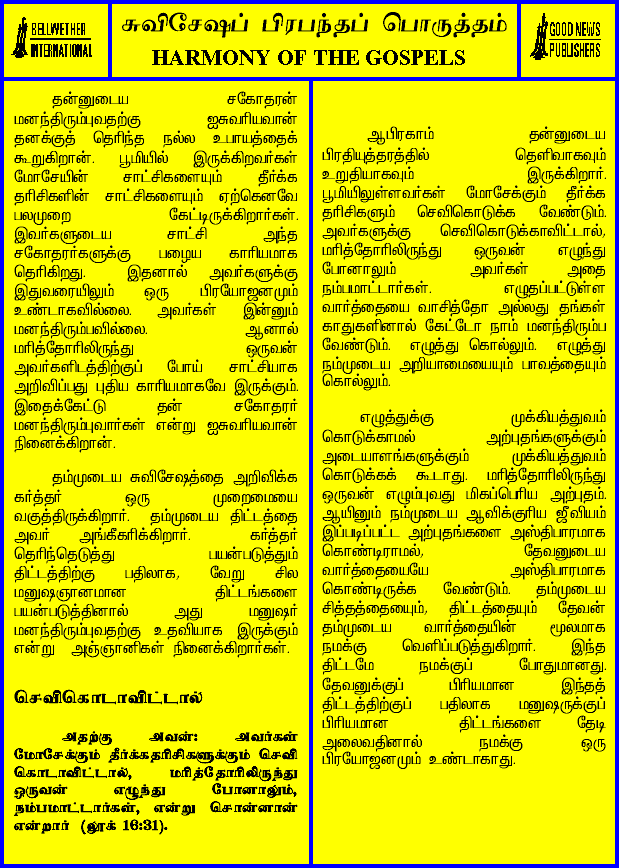 BELLWETHER
INTERNATIONAL
சுவிசேஷப் பிரபந்தப் பொருத்தம்
HARMONY OF THE GOSPELS
GOOD NEWS
PUBLISHERS
தன்னுடைய சகோதரன்
மனந்திரும்புவதற்கு ஐசுவரியவான்
தனக்குத் தெரிந்த நல்ல உபாயத்தைக்
கூறுகிறான். பூமியில் இருக்கிறவர்கள்
மோசேயின் சாட்சிகளையும் தீர்க்க
தரிசிகளின் சாட்சிகளையும் ஏற்கெனவே
பலமுறை கேட்டிருக்கிறார்கள்.
இவர்களுடைய சாட்சி அந்த
சகோதரர்களுக்கு பழைய காரியமாக
தெரிகிறது. இதனால் அவர்களுக்கு
இதுவரையிலும் ஒரு பிரயோஜனமும்
உண்டாகவில்லை. அவர்கள் இன்னும்
மனந்திரும்பவில்லை. ஆனால்
மரித்தோரிலிருந்து ஒருவன்
அவர்களிடத்திற்குப் போய் சாட்சியாக
அறிவிப்பது புதிய காரியமாகவே இருக்கும்.
இதைக்கேட்டு தன் சகோதரர்
மனந்திரும்புவார்கள் என்று ஐசுவரியவான்
நினைக்கிறான்.
தம்முடைய சுவிசேஷத்தை அறிவிக்க
கர்த்தர் ஒரு முறைமையை
வகுத்திருக்கிறார். தம்முடைய திட்டத்தை
அவர் அங்கீகரிக்கிறார். கர்த்தர்
தெரிந்தெடுத்து பயன்படுத்தும்
திட்டத்திற்கு பதிலாக, வேறு சில
மனுஷஞானமான திட்டங்களை
பயன்படுத்தினால் அது மனுஷர்
மனந்திரும்புவதற்கு உதவியாக இருக்கும்
என்று அஞ்ஞானிகள் நினைக்கிறார்கள்.
செவிகொடாவிட்டால்
அதற்கு அவன்: அவர்கள்
மோசேக்கும் தீர்க்கதரிசிகளுக்கும் செவி
கொடாவிட்டால், மரித்தோரிலிருந்து
ஒருவன் எழுந்து போனாலும்,
நம்பமாட்டார்கள், என்று சொன்னான்
என்றார் (லூக் 16:31).
ஆபிரகாம் தன்னுடைய
பிரதியுத்தரத்தில் தெளிவாகவும்
உறுதியாகவும் இருக்கிறார்.
பூமியிலுள்ளவர்கள் மோசேக்கும் தீர்க்க
தரிசிகளும் செவிகொடுக்க வேண்டும்.
அவர்களுக்கு செவிகொடுக்காவிட்டால்,
மரித்தோரிலிருந்து ஒருவன் எழுந்து
போனாலும் அவர்கள் அதை
நம்பமாட்டார்கள். எழுதப்பட்டுள்ள
வார்த்தையை வாசித்தோ அல்லது தங்கள்
காதுகளினால் கேட்டோ நாம் மனந்திரும்ப
வேண்டும். எழுத்து கொல்லும். எழுத்து
நம்முடைய அறியாமையையும் பாவத்தையும்
கொல்லும்.
எழுத்துக்கு முக்கியத்துவம்
கொடுக்காமல் அற்புதங்களுக்கும்
அடையாளங்களுக்கும் முக்கியத்துவம்
கொடுக்கக் கூடாது. மரித்தோரிலிருந்து
ஒருவன் எழும்புவது மிகப்பெரிய அற்புதம்.
ஆயினும் நம்முடைய ஆவிக்குரிய ஜீவியம்
இப்படிப்பட்ட அற்புதங்களை அஸ்திபாரமாக
கொண்டிராமல், தேவனுடைய
வார்த்தையையே அஸ்திபாரமாக
கொண்டிருக்க வேண்டும். தம்முடைய
சித்தத்தையும், திட்டத்தையும் தேவன்
தம்முடைய வார்த்தையின் மூலமாக
நமக்கு வெளிப்படுத்துகிறார். இந்த
திட்டமே நமக்குப் போதுமானது.
தேவனுக்குப் பிரியமான இந்தத்
திட்டத்திற்குப் பதிலாக மனுஷருக்குப்
பிரியமான திட்டங்களை தேடி
அலைவதினால் நமக்கு ஒரு
பிரயோஜனமும் உண்டாகாது.